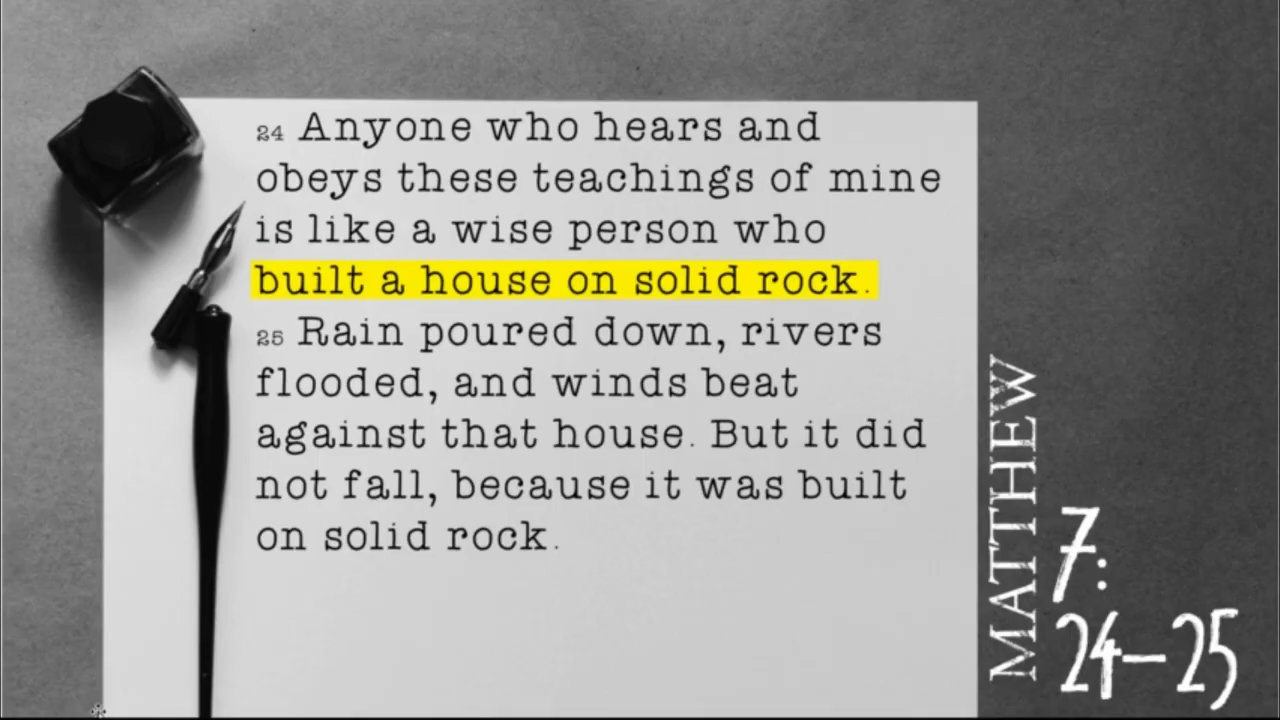 24 Anyone who hears and
obeys these teachings of mine
is like a wise person who
built a house on solid rock.
25 Rain poured down, rivers
flooded, and winds beat
against that house. But it did
not fall, because it was built
on solid rock.
MATTHEW
7:
24–25